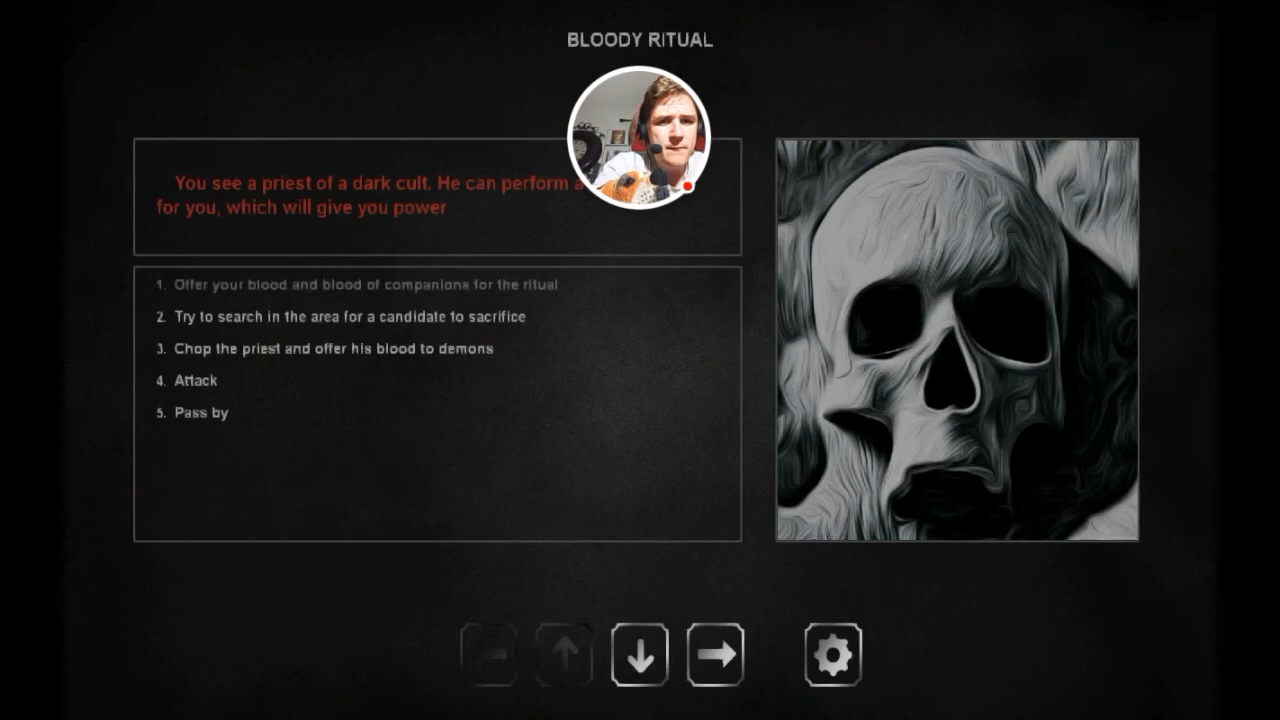 BLOODY RITUAL
You see a priest of a dark cult. He can perform a
for you, which will give you power
1. Offer your blood and blood of companions for the ritual
2. Try to search in the area for a candidate to sacrifice
3. Chop the priest and offer his blood to demons
4. Attack
5. Pass by